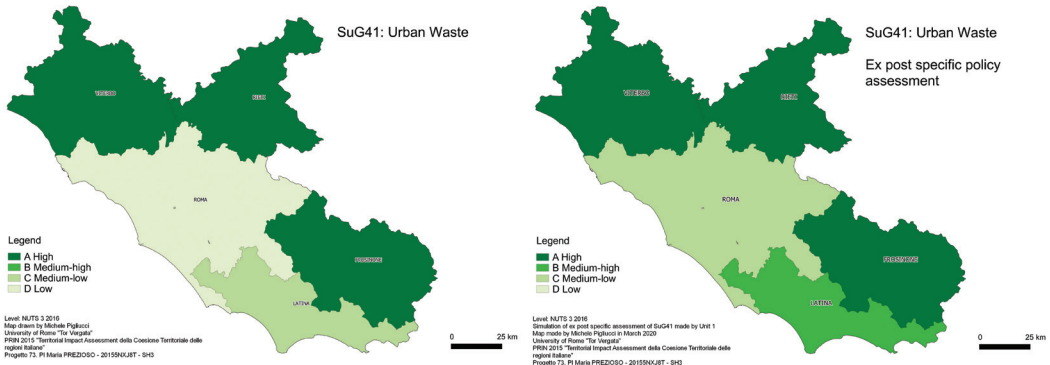 SuG41: Urban Waste
VITERBO
RIETI
ROMA
FROSINONE
LATINA
Legend
A High
B Medium-high
C Medium-low
D Low
Level: NUTS 3 2016
Map drawn by Michele Pigliucci
University of Rome "Tor Vergata"
PRIN 2015 "Territorial Impact Assessment della Coesione Territoriale delle
regioni italiane"
Progetto 73. PI Maria PREZIOSO - 20155NXJ8T - SH3
25 km
SuG41: Urban Waste
Ex post specific policy
assessment
VITERBO
RIETI
ROMA
FROSINONE
LATINA
Legend
A High
B Medium-high
C Medium-low
D Low
Level: NUTS 3 2016
Simulation of ex post specific assessment of SuG41 made by Unit 1
Map made by Michele Pigliucci in March 2020
University of Rome "Tor Vergata"
PRIN 2015 "Territorial Impact Assessment della Coesione Territoriale delle
regioni italiane"
Progetto 73. PI Maria PREZIOSO - 20155NXJ8T - SH3
25 km